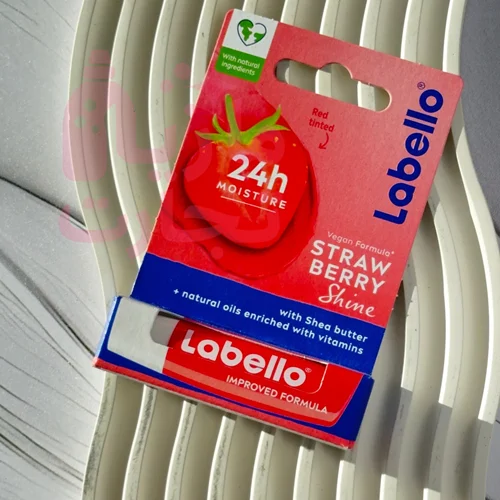 With natural
ingredients
Red
tinted
Labello®
24h
MOISTURE
Vegan Formula*
STRAW
BERRY
Shine
with Shea butter
+ natural oils enriched with vitamins
Labello®
IMPROVED FORMULA